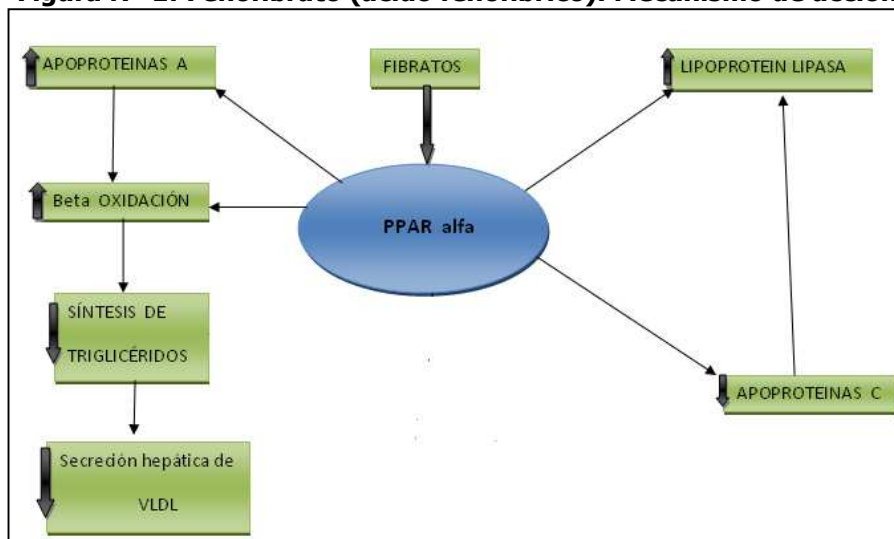 APOPROTEINAS A
FIBRATOS
LIPOPROTEIN LIPASA
Beta OXIDACIÓN
PPAR alfa
SÍNTESIS DE
TRIGLICÉRIDOS
APOPROTEINAS C
Secreción hepática de
VLDL